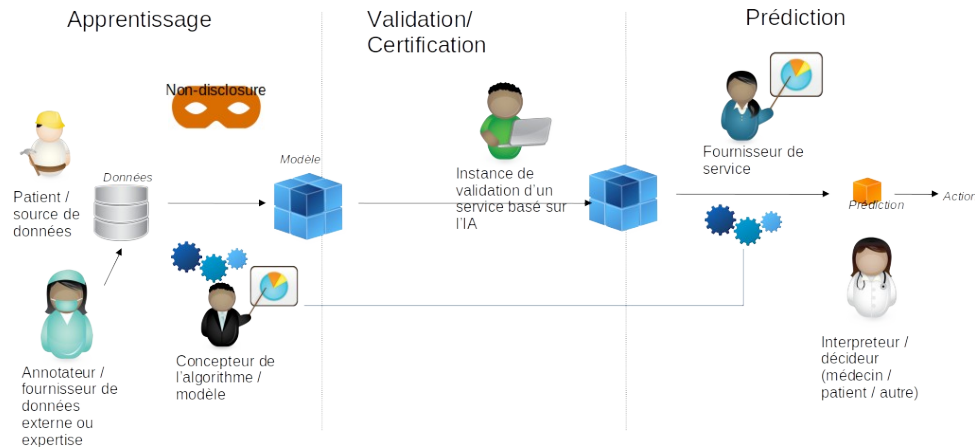 Apprentissage
Validation/
Certification
Prédiction
Non-disclosure
Patient /
source de
données
Données
Modèle
Instance de
validation d'un
service basé sur
l'IA
Fournisseur de
service
Prédiction
Action
Annotateur /
fournisseur de
données
externe ou
expertise
Concepteur de
l'algorithme /
modèle
Interpreteur /
décideur
(médecin /
patient / autre)